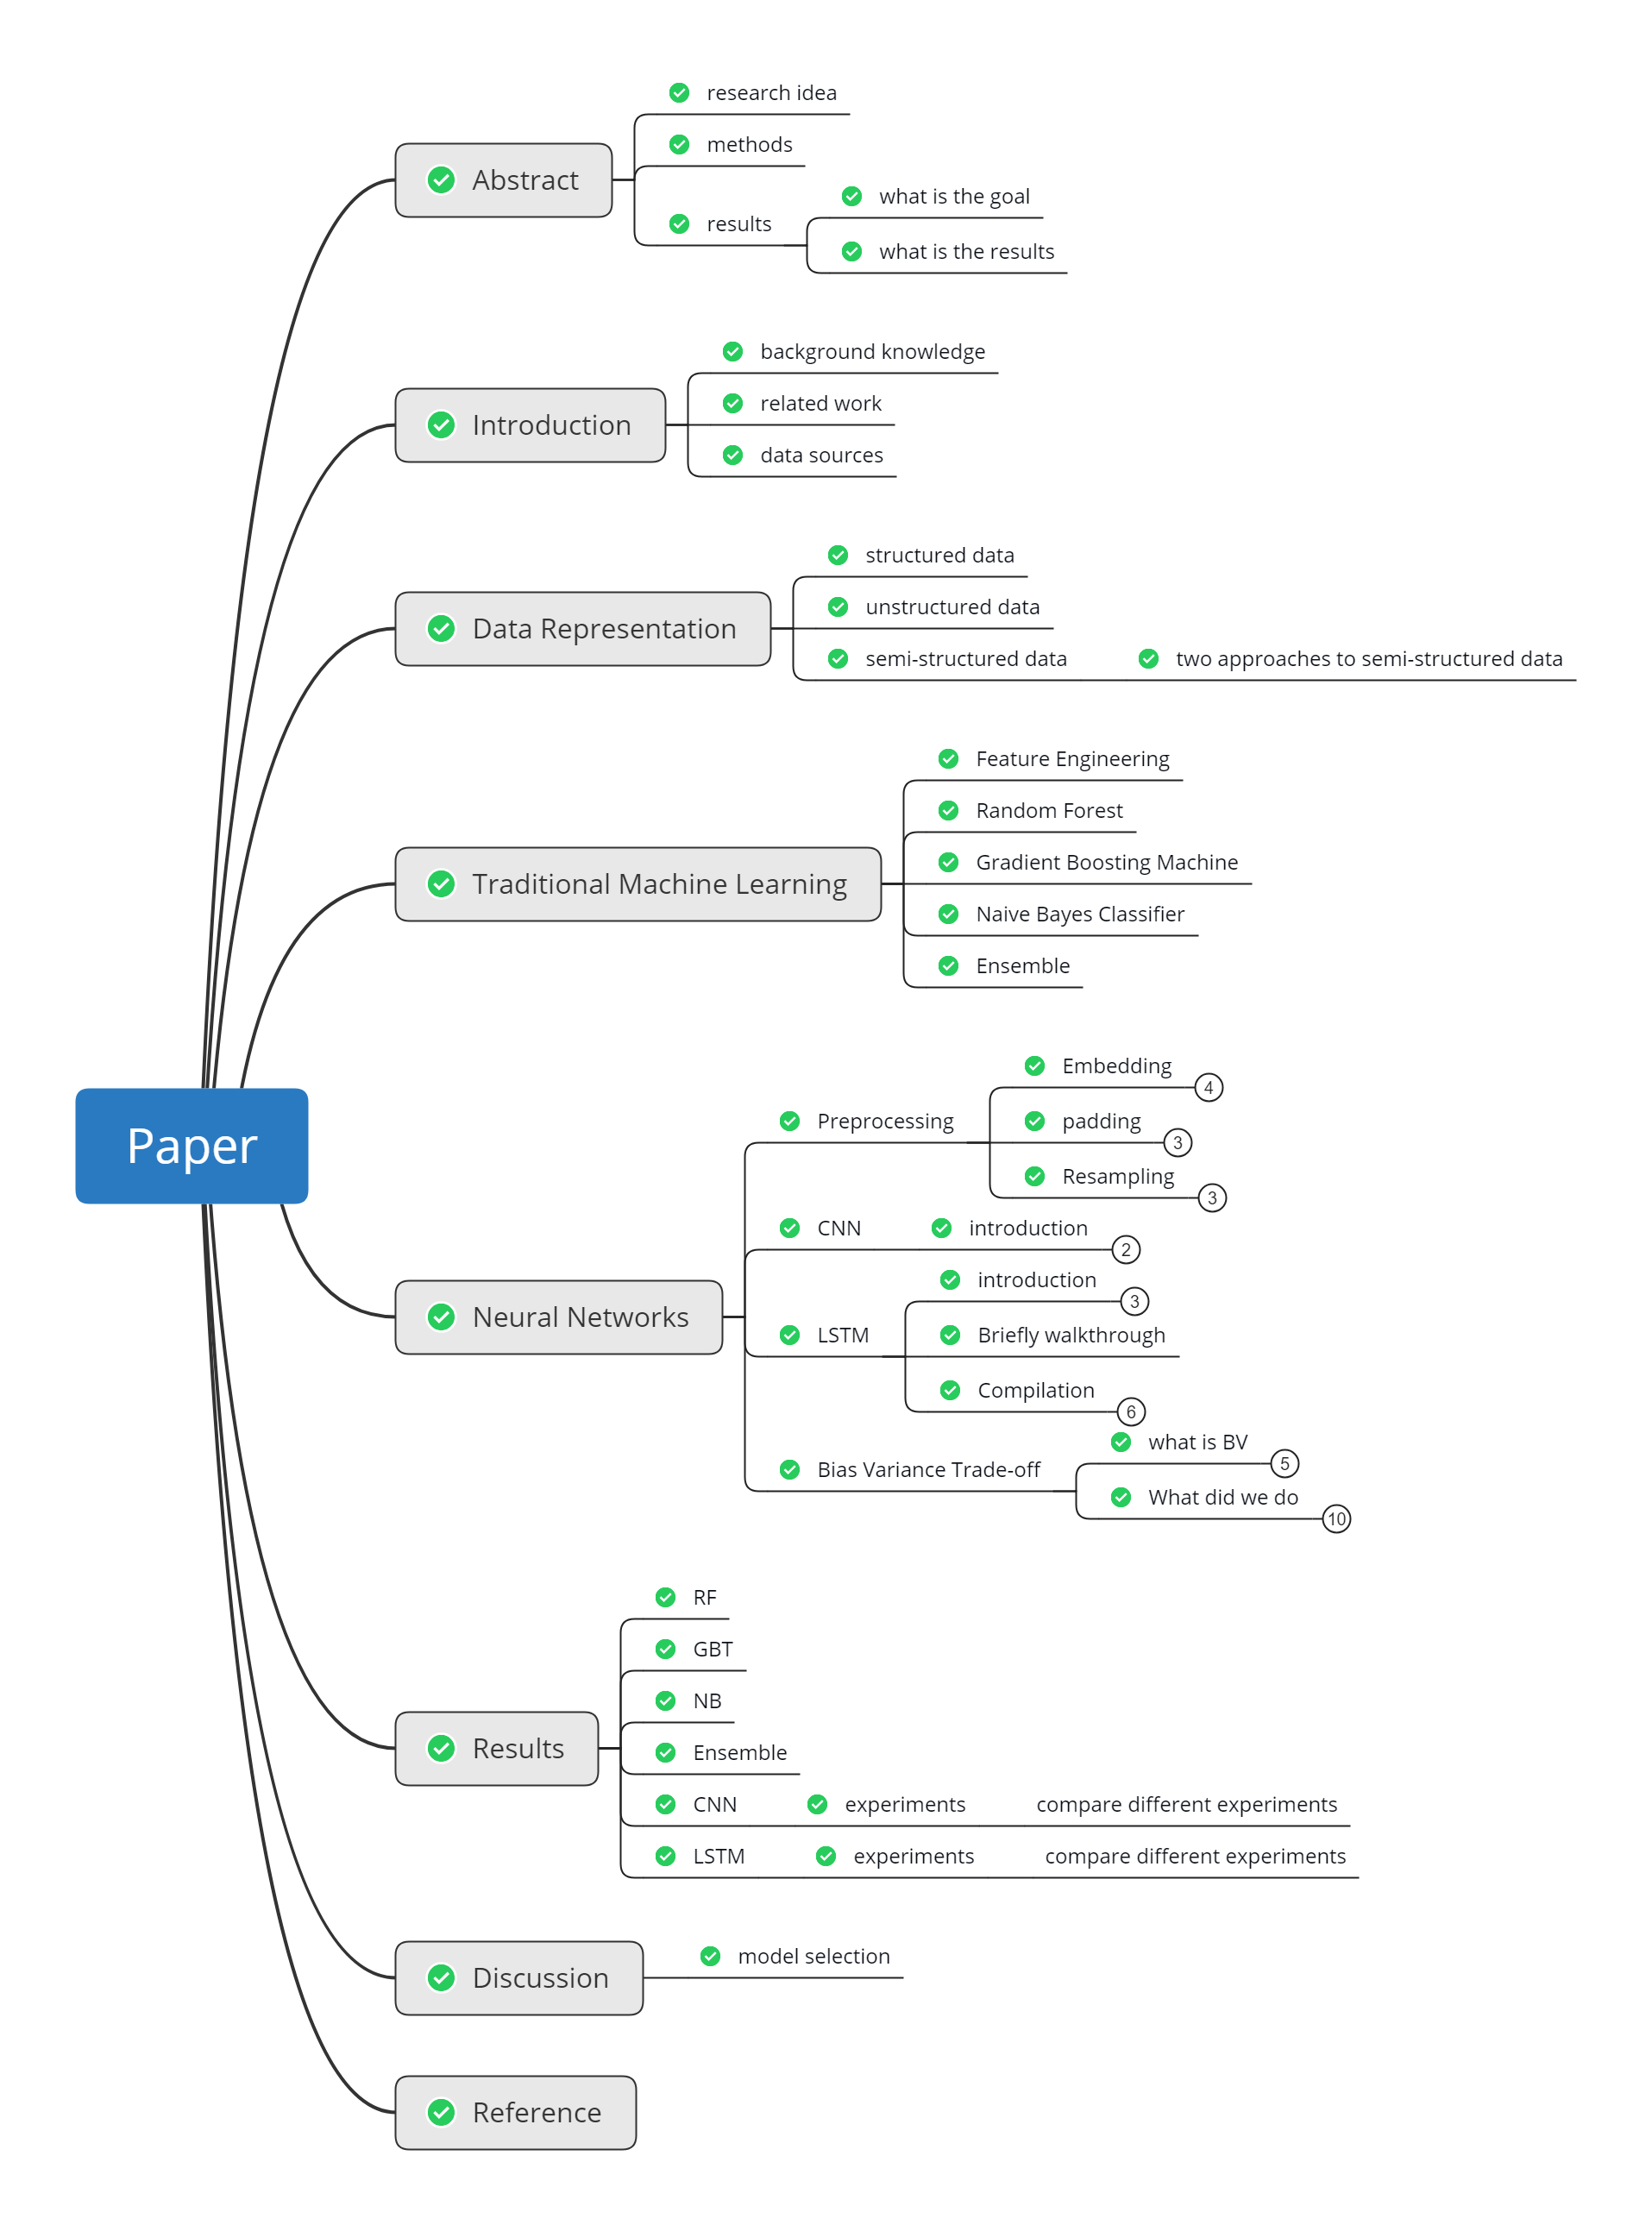 Paper
Abstract
research idea
methods
results
what is the goal
what is the results
Introduction
background knowledge
related work
data sources
Data Representation
structured data
unstructured data
semi-structured data
two approaches to semi-structured data
Traditional Machine Learning
Feature Engineering
Random Forest
Gradient Boosting Machine
Naive Bayes Classifier
Ensemble
Neural Networks
Preprocessing
Embedding
4
padding
3
Resampling
3
CNN
introduction
2
LSTM
introduction
3
Briefly walkthrough
Compilation
6
Bias Variance Trade-off
what is BV
5
What did we do
10
Results
RF
GBT
NB
Ensemble
CNN
experiments
compare different experiments
LSTM
experiments
compare different experiments
Discussion
model selection
Reference